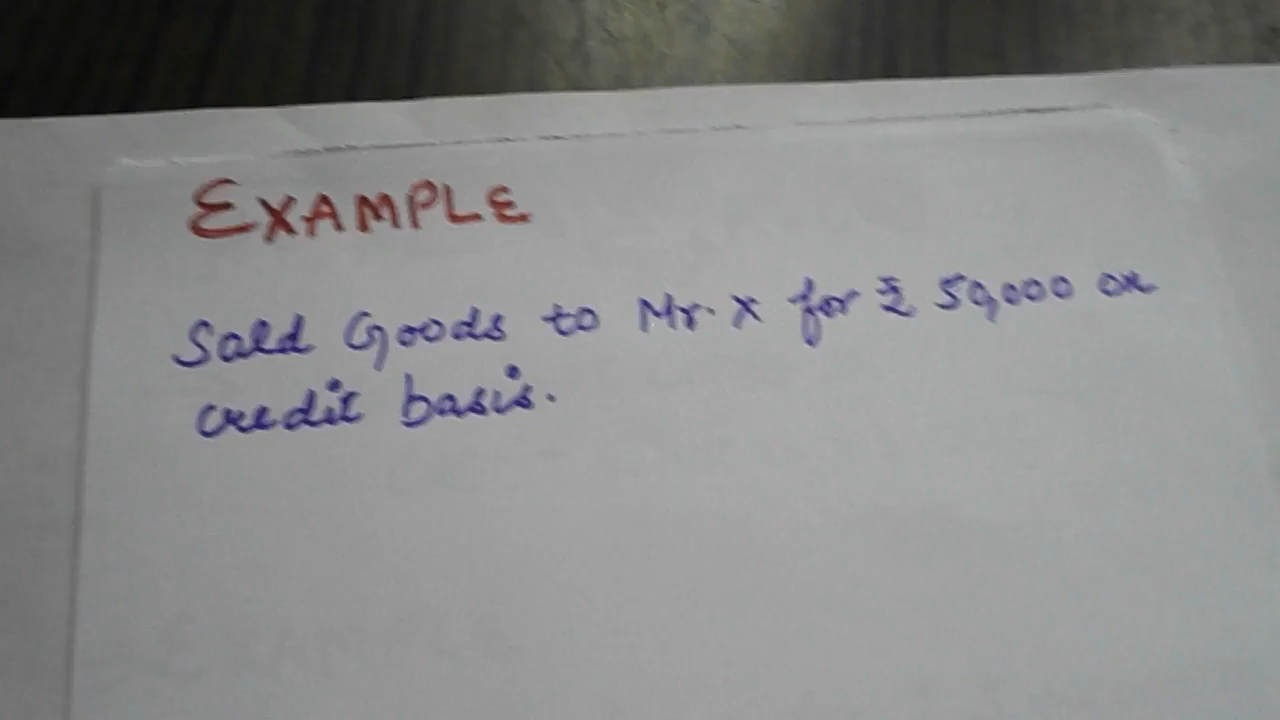 EXAMPLE
Sold Goods to Mr. X for ₹ 50,000 on
credit basis.